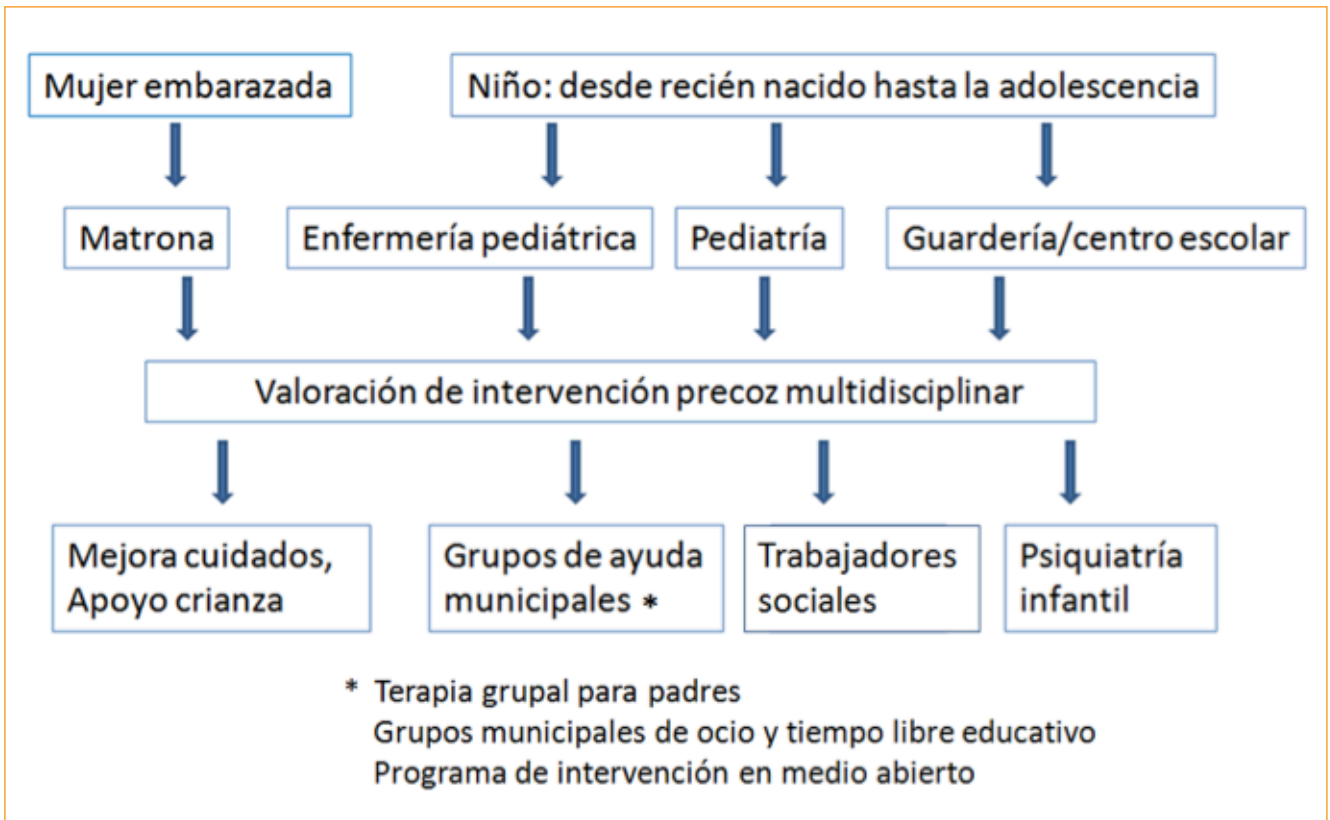 Mujer embarazada
Niño: desde recién nacido hasta la adolescencia
Matrona
Enfermería pediátrica
Pediatría
Guardería/centro escolar
Valoración de intervención precoz multidisciplinar
Mejora cuidados,
Apoyo crianza
Grupos de ayuda
municipales *
Trabajadores
sociales
Psiquiatría
infantil
* Terapia grupal para padres
Grupos municipales de ocio y tiempo libre educativo
Programa de intervención en medio abierto